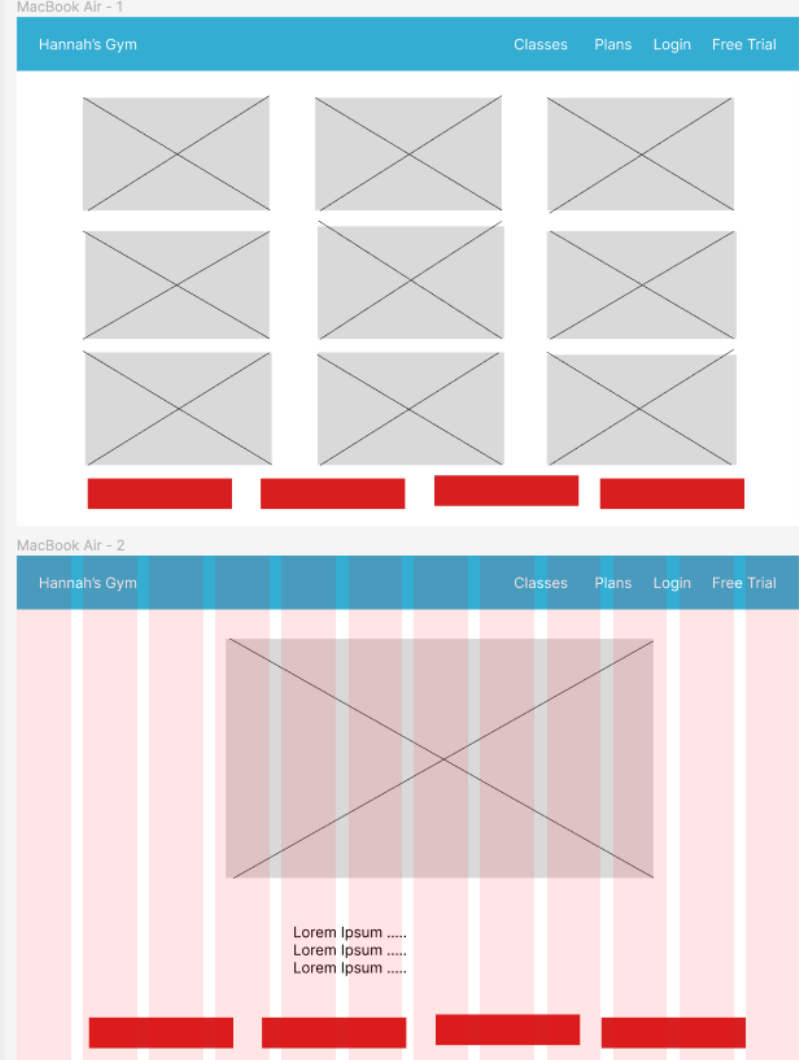 MacBook Air - 1
Hannah's Gym Classes Plans Login Free Trial
MacBook Air - 2
Hannah's Gym Classes Plans Login Free Trial
Lorem Ipsum .....
Lorem Ipsum .....
Lorem Ipsum .....